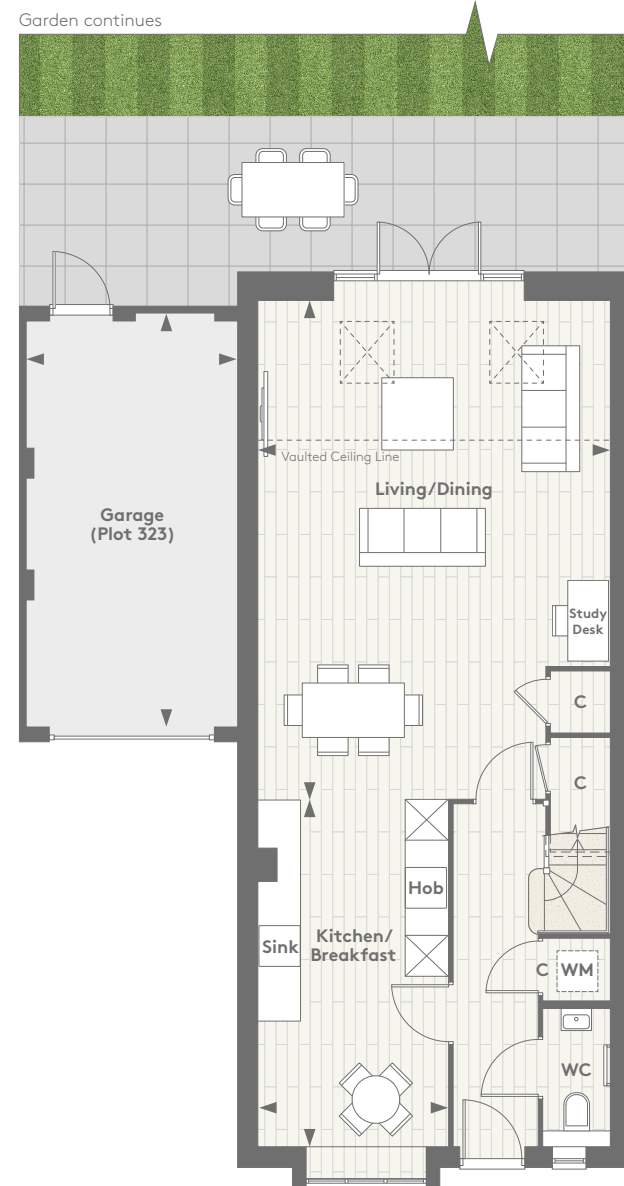 Garden continues
Vaulted Ceiling Line
Living/Dining
Garage
(Plot 323)
Study
Desk
C
C
Hob
Sink
Kitchen/
Breakfast
C WM
WC